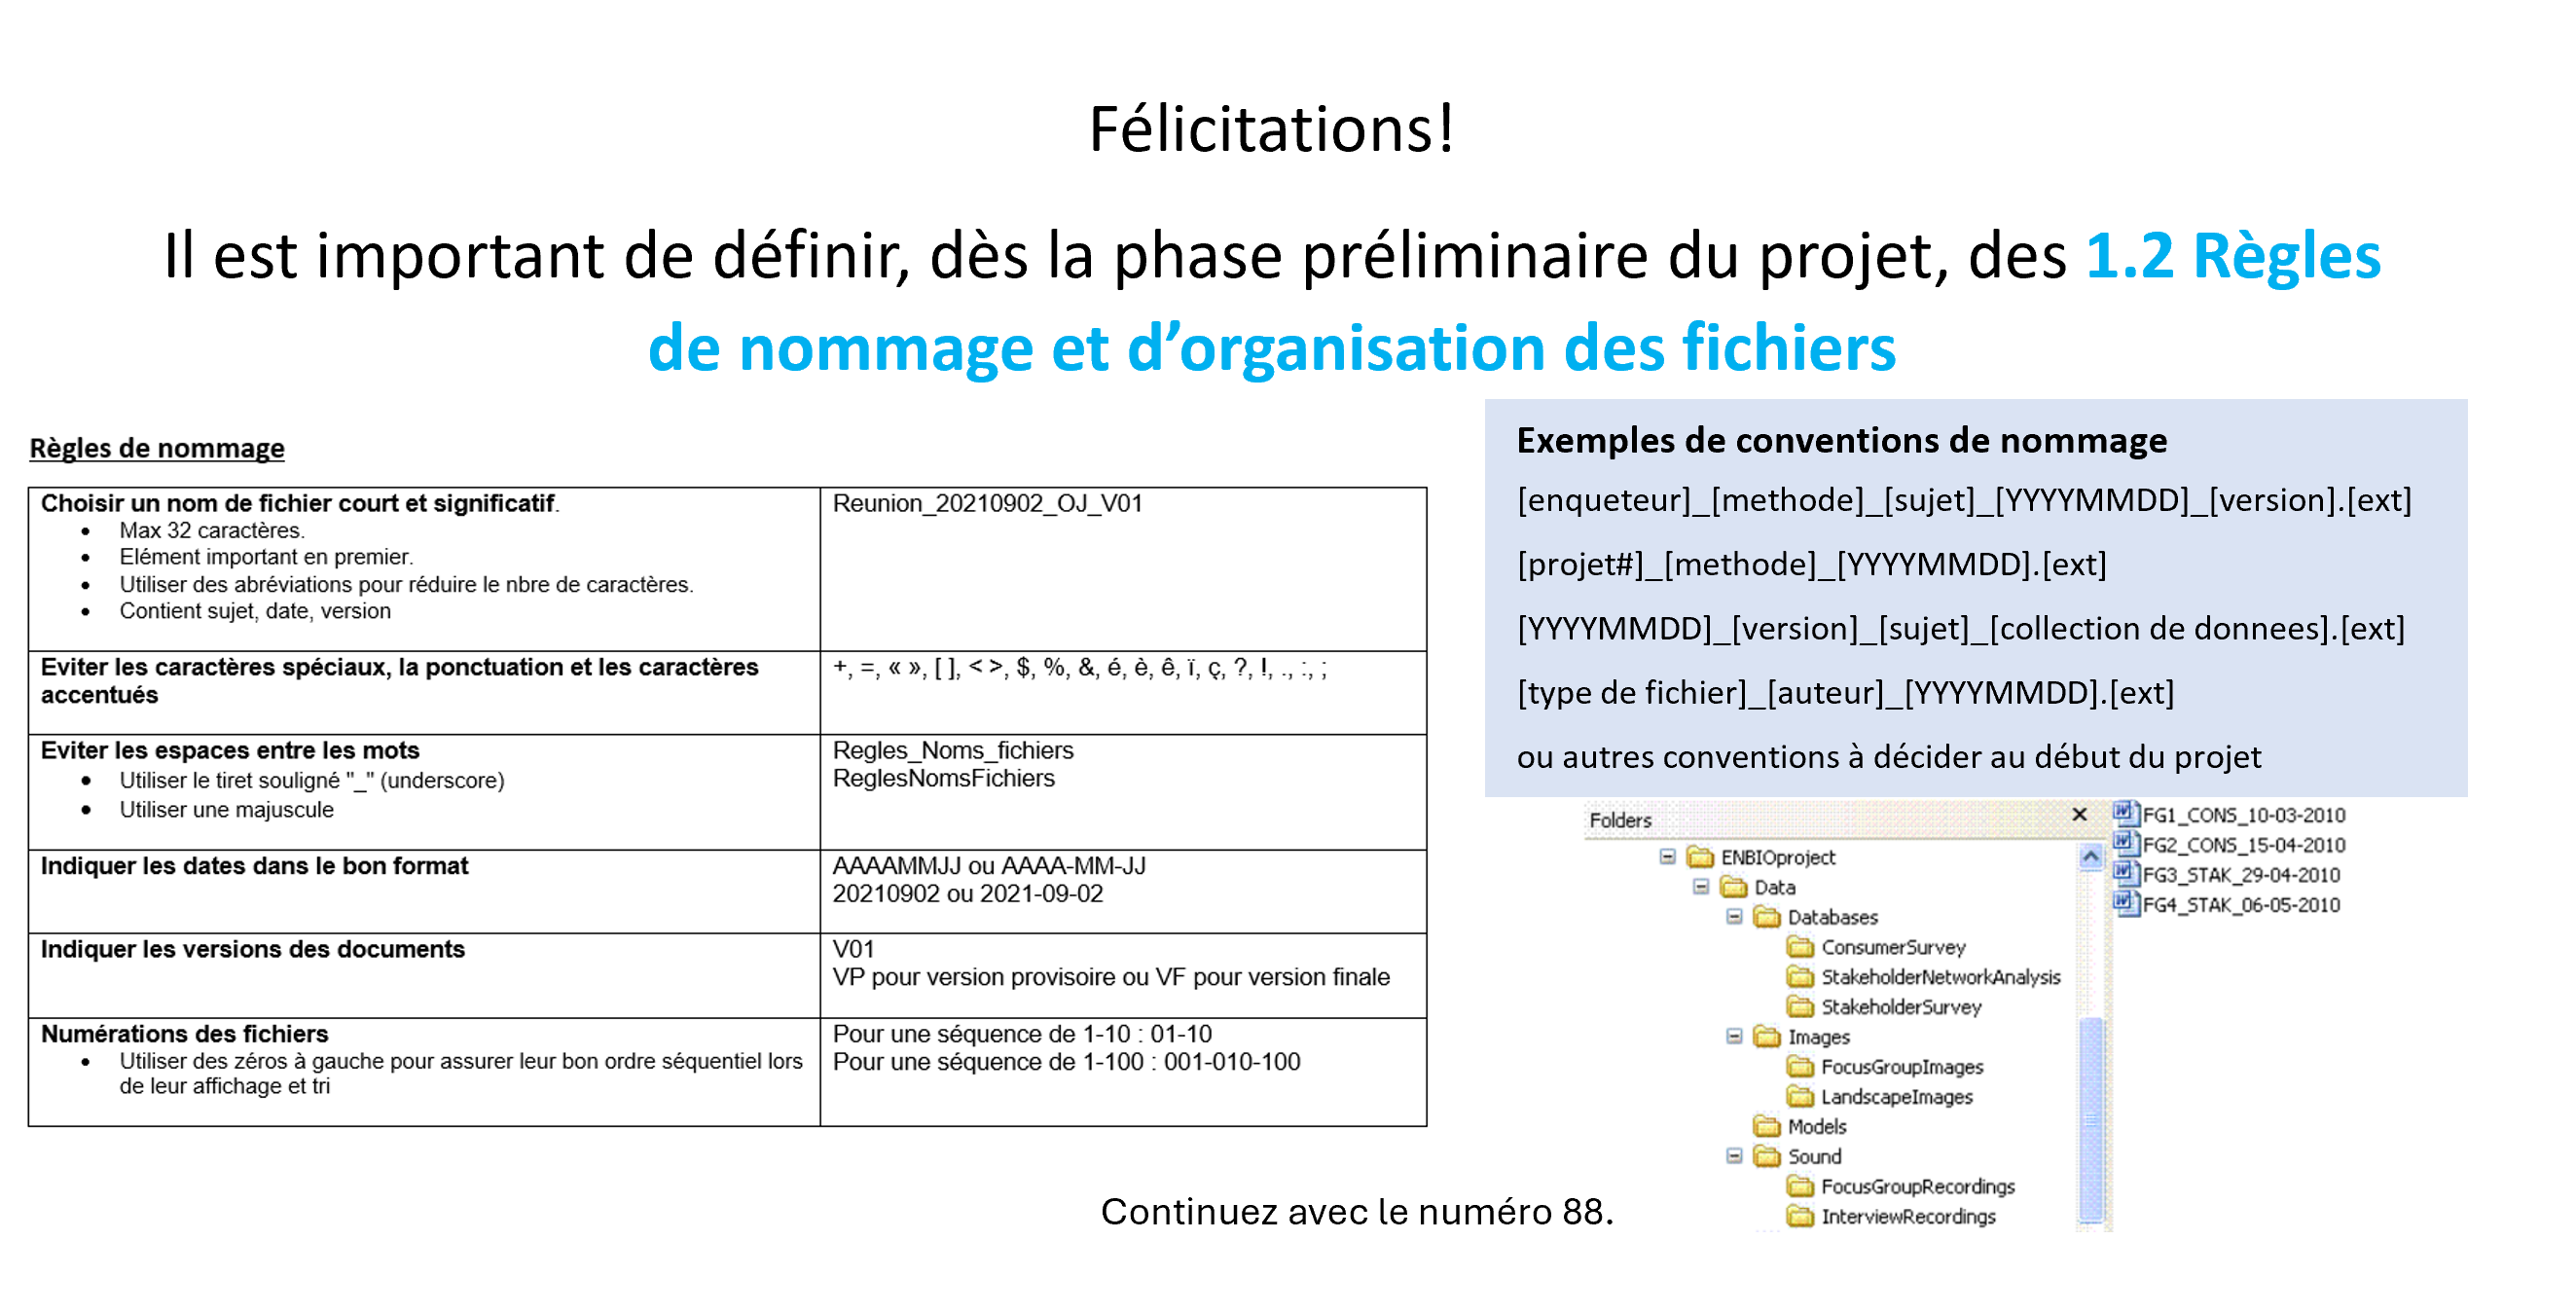 Félicitations!
Il est important de définir, dès la phase préliminaire du projet, des 1.2 Règles
de nommage et d’organisation des fichiers
Règles de nommage
Choisir un nom de fichier court et significatif.
• Max 32 caractères.
• Elément important en premier.
• Utiliser des abréviations pour réduire le nbre de caractères.
• Contient sujet, date, version
Reunion_20210902_OJ_V01
Eviter les caractères spéciaux, la ponctuation et les caractères
accentués
+, =, « », [ ], < >, $, %, &, é, è, ê, ï, ç, ?, !, ., :, ;
Eviter les espaces entre les mots
• Utiliser le tiret souligné "_" (underscore)
• Utiliser une majuscule
Regles_Noms_fichiers
ReglesNomsFichiers
Indiquer les dates dans le bon format
AAAAMMJJ ou AAAA-MM-JJ
20210902 ou 2021-09-02
Indiquer les versions des documents
V01
VP pour version provisoire ou VF pour version finale
Numérations des fichiers
• Utiliser des zéros à gauche pour assurer leur bon ordre séquentiel lors
de leur affichage et tri
Pour une séquence de 1-10 : 01-10
Pour une séquence de 1-100 : 001-010-100
Exemples de conventions de nommage
[enqueteur]_[methode]_[sujet]_[YYYYMMDD]_[version].[ext]
[projet#]_[methode]_[YYYYMMDD].[ext]
[YYYYMMDD]_[version]_[sujet]_[collection de donnees].[ext]
[type de fichier]_[auteur]_[YYYYMMDD].[ext]
ou autres conventions à décider au début du projet
Folders
ENBIOproject
Data
Databases
ConsumerSurvey
StakeholderNetworkAnalysis
StakeholderSurvey
Images
FocusGroupImages
LandscapeImages
Models
Sound
FocusGroupRecordings
InterviewRecordings
FG1_CONS_10-03-2010
FG2_CONS_15-04-2010
FG3_STAK_29-04-2010
FG4_STAK_06-05-2010
Continuez avec le numéro 88.